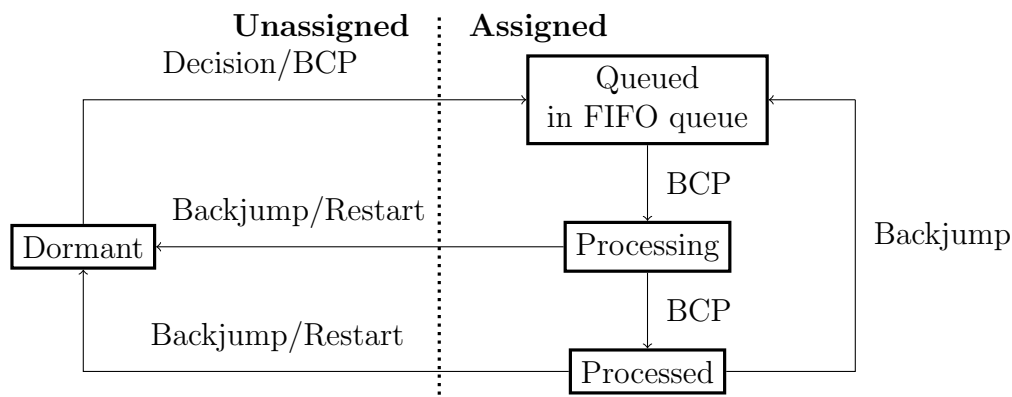 Unassigned
Assigned
Decision/BCP
Queued
in FIFO queue
BCP
Backjump/Restart
Dormant
Processing
Backjump
BCP
Backjump/Restart
Processed